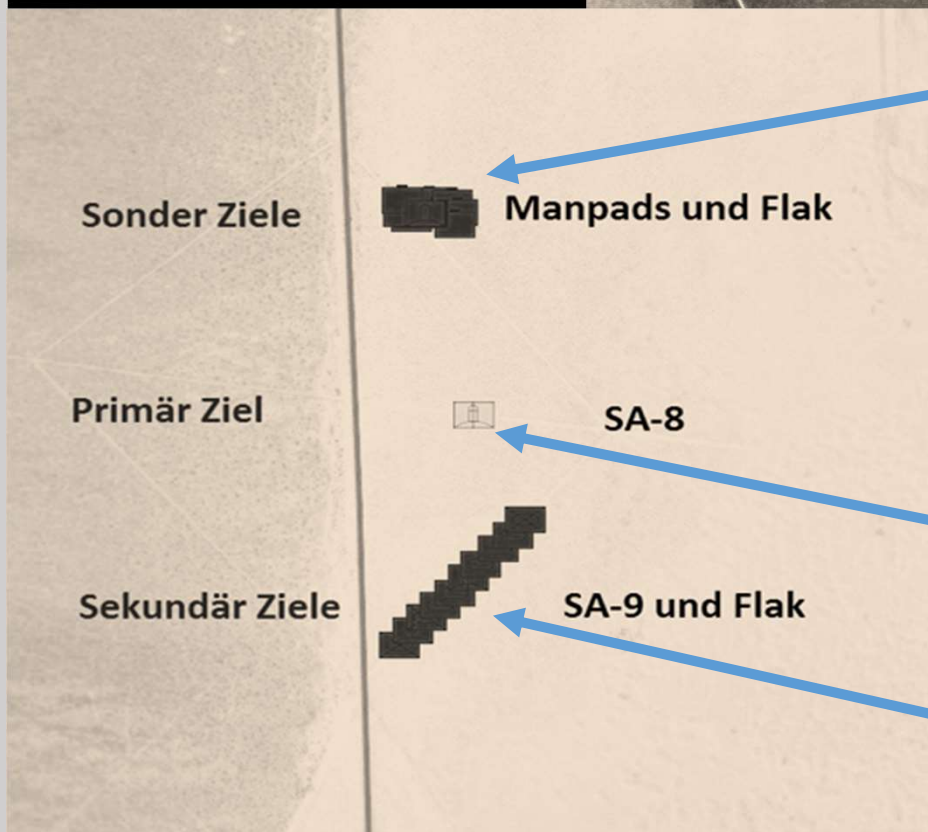 Sonder Ziele
Manpads und Flak
Primär Ziel
SA-8
Sekundär Ziele
SA-9 und Flak